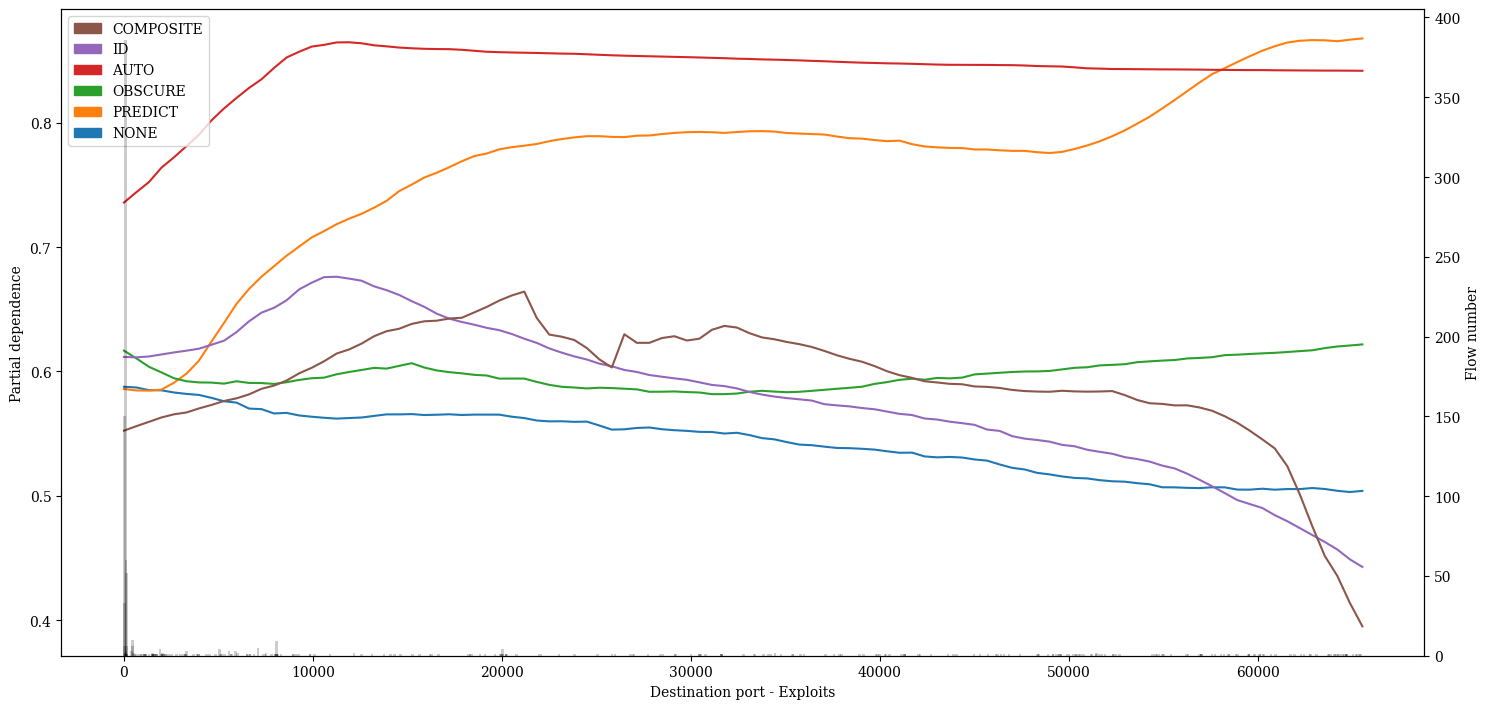 COMPOSITE
ID
AUTO
OBSCURE
PREDICT
NONE
Partial dependence
0.8
0.7
0.6
0.5
0.4
400
350
300
250
200
150
100
50
0
Flow number
0
10000
20000
30000
40000
50000
60000
Destination port - Exploits